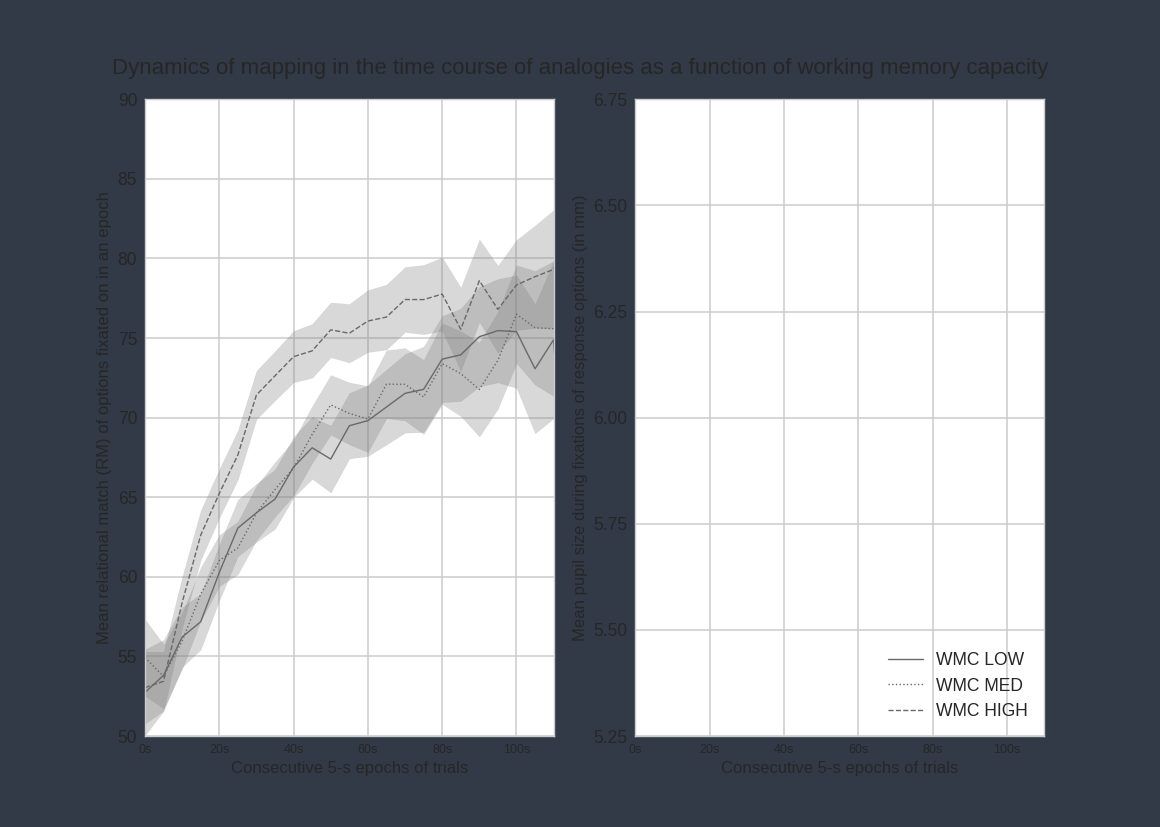 Dynamics of mapping in the time course of analogies as a function of working memory capacity
Mean relational match (RM) of options fixated on in an epoch
90
85
80
75
70
65
60
55
50
0s 20s 40s 60s 80s 100s
Consecutive 5-s epochs of trials
Mean pupil size during fixations of response options (in mm)
6.75
6.50
6.25
6.00
5.75
5.50
5.25
WMC LOW
WMC MED
WMC HIGH
0s 20s 40s 60s 80s 100s
Consecutive 5-s epochs of trials